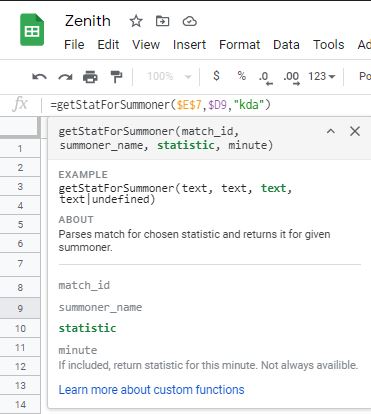 Zenith
File Edit View Insert Format Data Tools Ad
100% $ % .0 .00 123 Po
fx =getStatForSummoner($E$7,$D9,"kda")
getStatForSummoner(match_id,
summoner_name, statistic, minute)
EXAMPLE
getStatForSummoner(text, text, text,
text|undefined)
ABOUT
Parses match for chosen statistic and returns it for given
summoner.
match_id
summoner_name
statistic
minute
If included, return statistic for this minute. Not always availible.
Learn more about custom functions
1
2
3
4
5
6
7
8
9
10
11
12
13
14